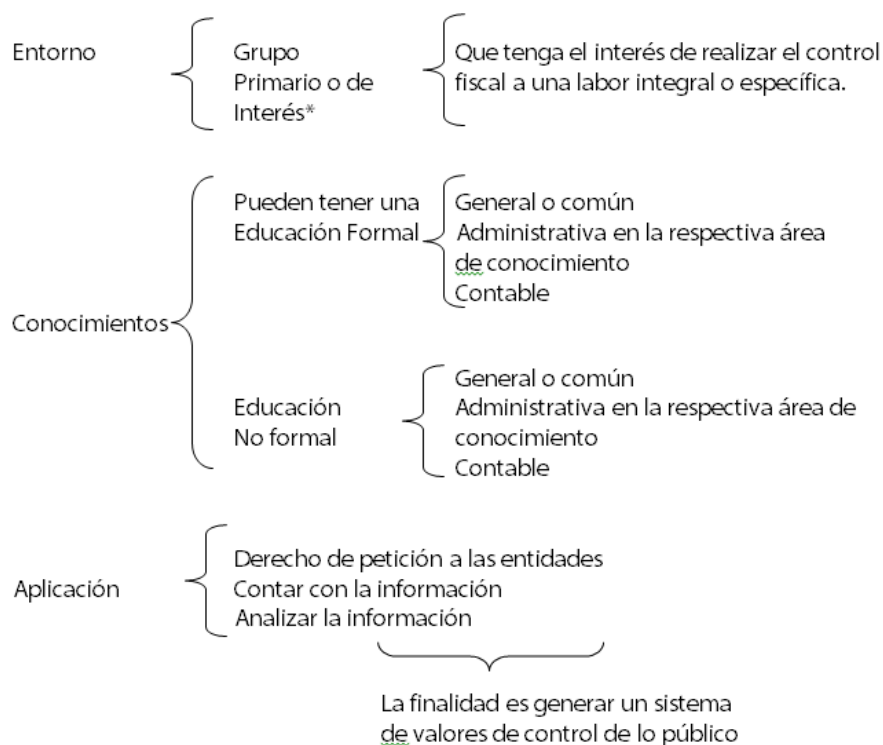 Entorno
Grupo
Primario o de
Interés*
Que tenga el interés de realizar el control
fiscal a una labor integral o específica.
Conocimientos
Pueden tener una
Educación Formal
General o común
Administrativa en la respectiva área
de conocimiento
Contable
Educación
No formal
General o común
Administrativa en la respectiva área de
conocimiento
Contable
Aplicación
Derecho de petición a las entidades
Contar con la información
Analizar la información
La finalidad es generar un sistema
de valores de control de lo público